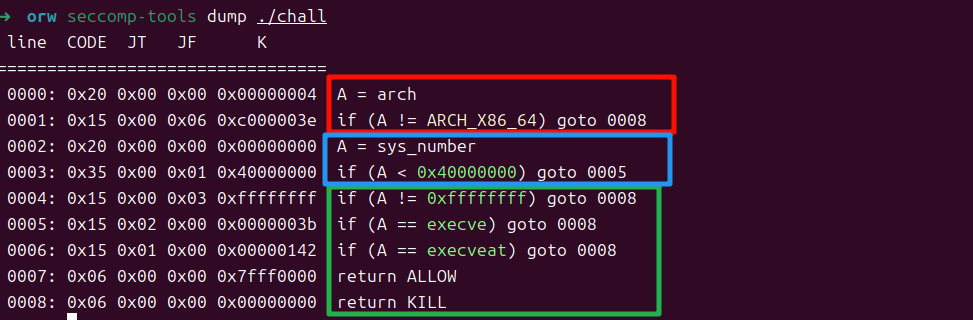 → orw seccomp-tools dump ./chall
line CODE JT JF K
=================================
0000: 0x20 0x00 0x00 0x00000004 A = arch
0001: 0x15 0x00 0x06 0xc000003e if (A != ARCH_X86_64) goto 0008
0002: 0x20 0x00 0x00 0x00000000 A = sys_number
0003: 0x35 0x00 0x01 0x40000000 if (A < 0x40000000) goto 0005
0004: 0x15 0x00 0x03 0xffffffff if (A != 0xffffffff) goto 0008
0005: 0x15 0x02 0x00 0x0000003b if (A == execve) goto 0008
0006: 0x15 0x01 0x00 0x00000142 if (A == execveat) goto 0008
0007: 0x06 0x00 0x00 0x7fff0000 return ALLOW
0008: 0x06 0x00 0x00 0x00000000 return KILL